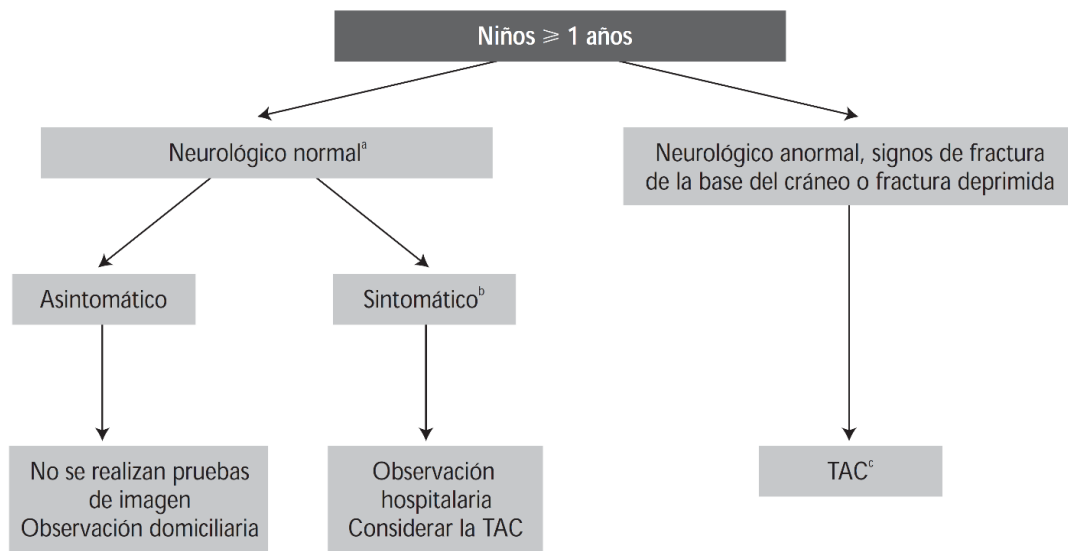 Niños ⩾ 1 años
Neurológico normalᵃ
Neurológico anormal, signos de fractura
de la base del cráneo o fractura deprimida
Asintomático
Sintomáticoᵇ
No se realizan pruebas
de imagen
Observación domiciliaria
Observación
hospitalaria
Considerar la TAC
TACᶜ